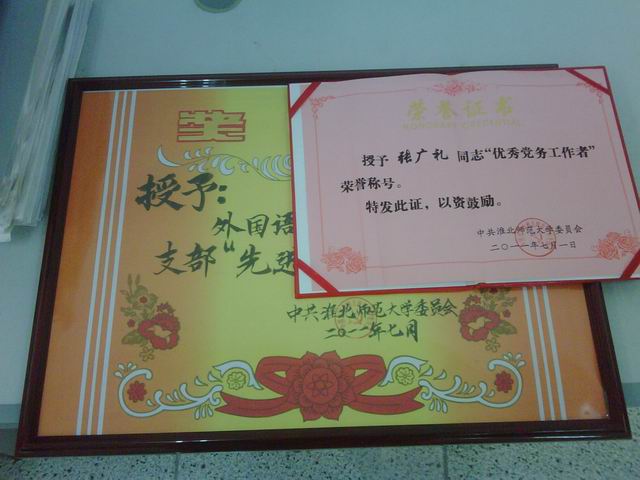 奖
授予：
外国语
支部“先进
中共淮北师范大学委员会
二〇一一年七月
荣誉证书
HONORARY CREDENTIAL
授予 张广礼 同志“优秀党务工作者”
荣誉称号。
特发此证，以资鼓励。
中共淮北师范大学委员会
二〇一一年七月一日